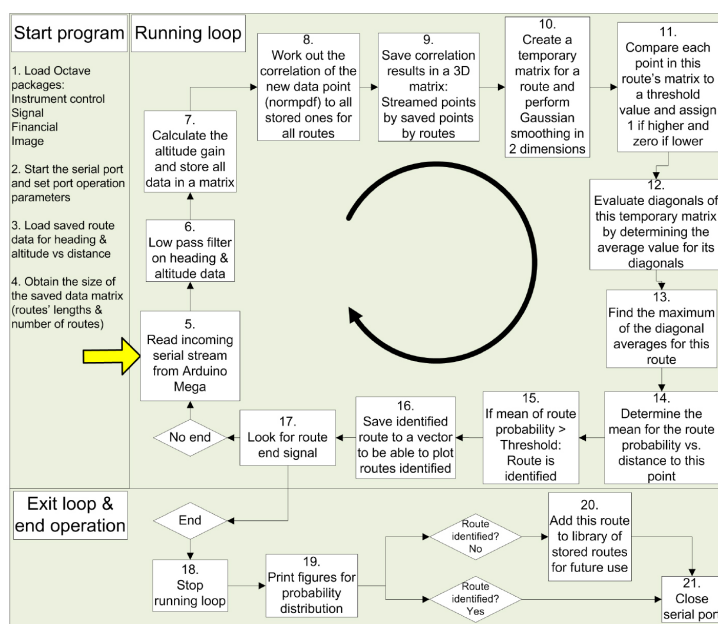 Start program
1. Load Octave
packages:
Instrument control
Signal
Financial
Image
2. Start the serial port
and set port operation
parameters
3. Load saved route
data for heading &
altitude vs distance
4. Obtain the size of
the saved data matrix
(routes' lengths &
number of routes)
Running loop
5.
Read incoming
serial stream
from Arduino
Mega
6.
Low pass filter
on heading &
altitude data
7.
Calculate the
altitude gain
and store all
data in a matrix
8.
Work out the
correlation of the
new data point
(normpdf) to all
stored ones for
all routes
9.
Save correlation
results in a 3D
matrix:
Streamed points
by saved points
by routes
10.
Create a
temporary
matrix for a
route and
perform
Gaussian
smoothing in
2 dimensions
11.
Compare each
point in this
route's matrix to
a threshold
value and assign
1 if higher and
zero if lower
12.
Evaluate diagonals of
this temporary matrix
by determining the
average value for its
diagonals
13.
Find the maximum
of the diagonal
averages for this
route
14.
Determine the
mean for the route
probability vs.
distance to this
point
15.
If mean of route
probability >
Threshold:
Route is
identified
16.
Save identified
route to a vector
to be able to plot
routes identified
17.
Look for route
end signal
No end
Exit loop &
end operation
End
18.
Stop
running loop
19.
Print figures for
probability
distribution
Route
identified?
No
Route
identified?
Yes
20.
Add this route
to library of
stored routes
for future use
21.
Close
serial port